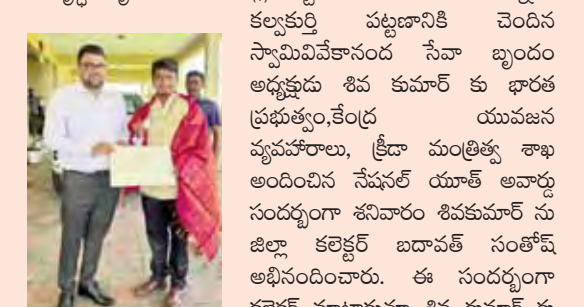 కల్వకుర్తి పట్టణానికి చెందిన
స్వామివివేకానంద సేవా బృందం
అధ్యక్షుడు శివ కుమార్ కు భారత
ప్రభుత్వం,కేంద్ర యువజన
వ్యవహారాలు, క్రీడా మంత్రిత్వ శాఖ
అందించిన నేషనల్ యూత్ అవార్డు
సందర్భంగా శనివారం శివకుమార్ ను
జిల్లా కలెక్టర్ బదావత్ సంతోష్
అభినందించారు. ఈ సందర్భంగా